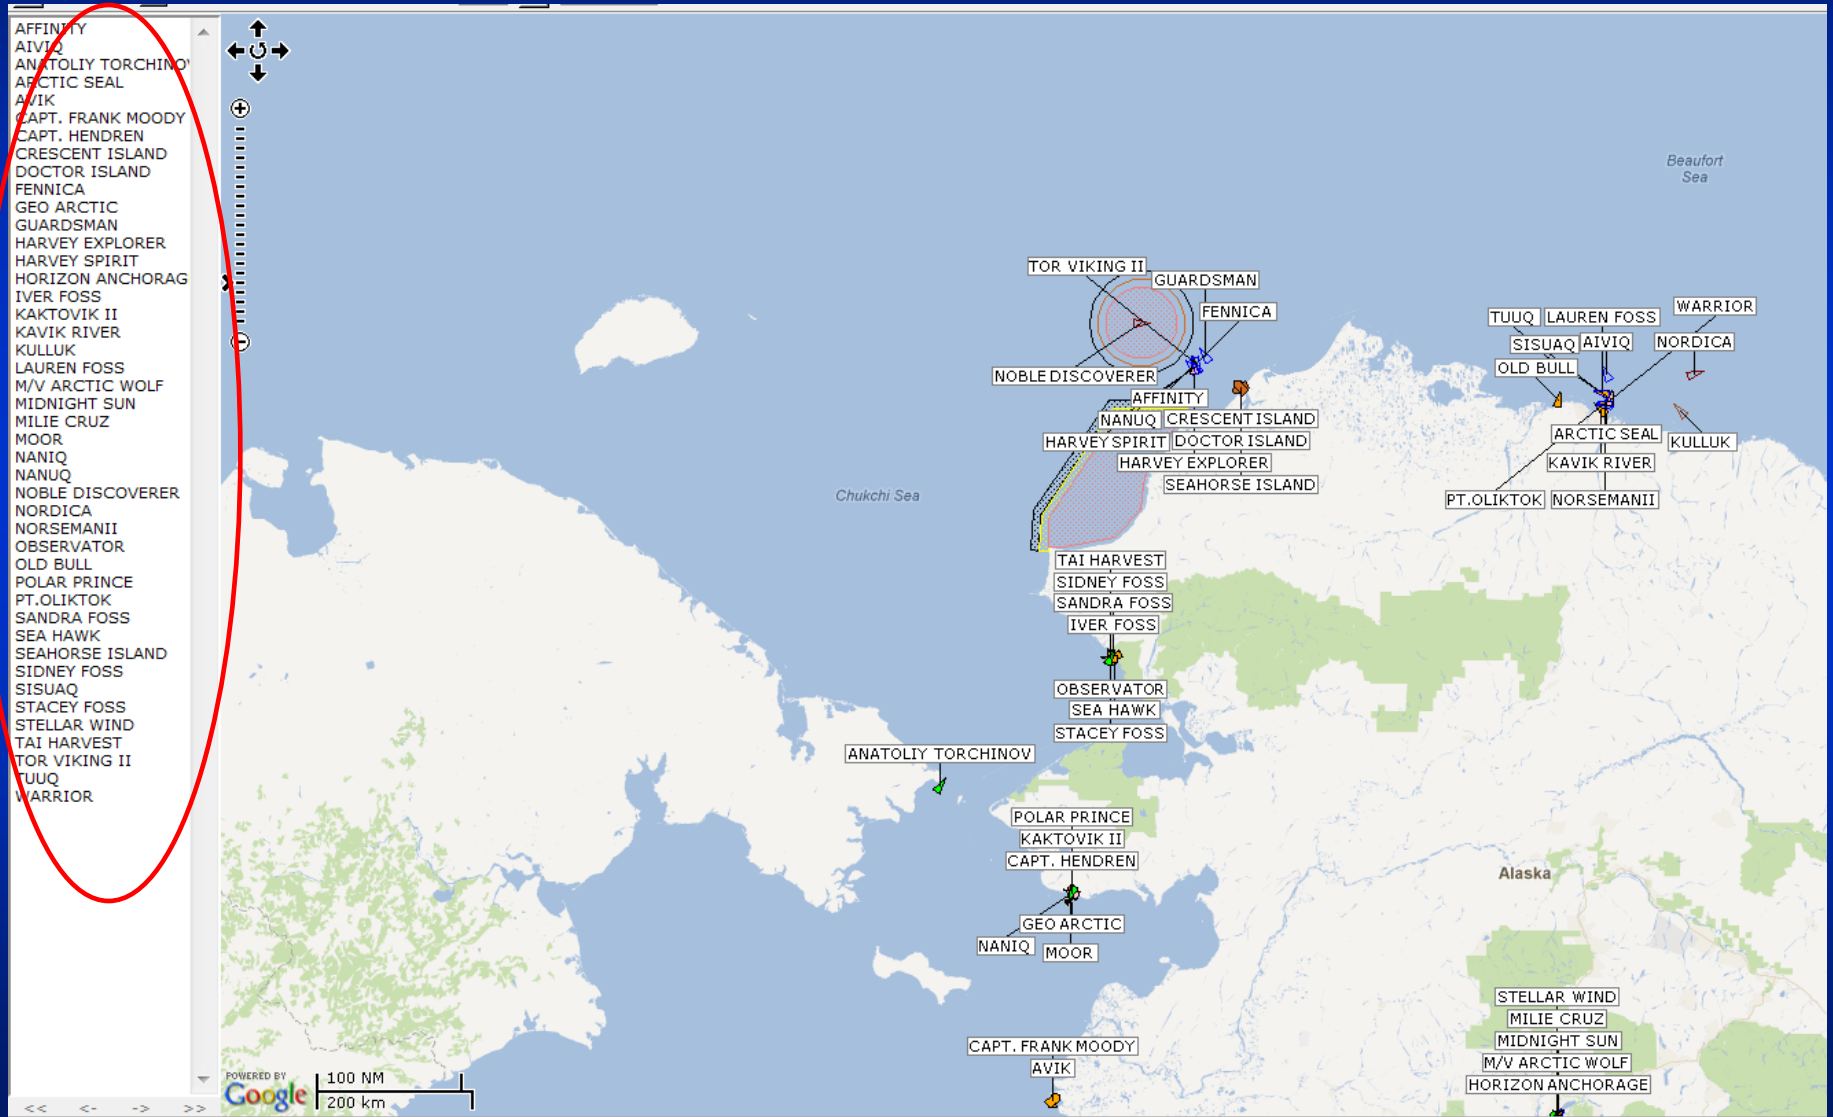 AFFINITY
AIVIQ
ANATOLIY TORCHINOV
ARCTIC SEAL
AVIK
CAPT. FRANK MOODY
CAPT. HENDREN
CRESCENT ISLAND
DOCTOR ISLAND
FENNICA
GEO ARCTIC
GUARDSMAN
HARVEY EXPLORER
HARVEY SPIRIT
HORIZON ANCHORAG
IVER FOSS
KAKTOVIK II
KAVIK RIVER
KULLUK
LAUREN FOSS
M/V ARCTIC WOLF
MIDNIGHT SUN
MILIE CRUZ
MOOR
NANIQ
NANUQ
NOBLE DISCOVERER
NORDICA
NORSEMANII
OBSERVATOR
OLD BULL
POLAR PRINCE
PT.OLIKTOK
SANDRA FOSS
SEA HAWK
SEAHORSE ISLAND
SIDNEY FOSS
SISUAQ
STACEY FOSS
STELLAR WIND
TAI HARVEST
TOR VIKING II
TUUQ
WARRIOR
<< <- -> >>
Beaufort
Sea
TOR VIKING II
GUARDSMAN
FENNICA
NOBLE DISCOVERER
AFFINITY
NANUQ CRESCENT ISLAND
HARVEY SPIRIT DOCTOR ISLAND
HARVEY EXPLORER
SEAHORSE ISLAND
WARRIOR
TUUQ LAUREN FOSS
SISUAQ AIVIQ NORDICA
OLD BULL
ARCTIC SEAL KULLUK
KAVIK RIVER
PT.OLIKTOK NORSEMANII
Chukchi Sea
TAI HARVEST
SIDNEY FOSS
SANDRA FOSS
IVER FOSS
OBSERVATOR
SEA HAWK
STACEY FOSS
ANATOLIY TORCHINOV
POLAR PRINCE
KAKTOVIK II
CAPT. HENDREN
GEO ARCTIC
NANIQ MOOR
Alaska
STELLAR WIND
MILIE CRUZ
MIDNIGHT SUN
M/V ARCTIC WOLF
HORIZON ANCHORAGE
CAPT. FRANK MOODY
AVIK
POWERED BY
Google
100 NM
200 km